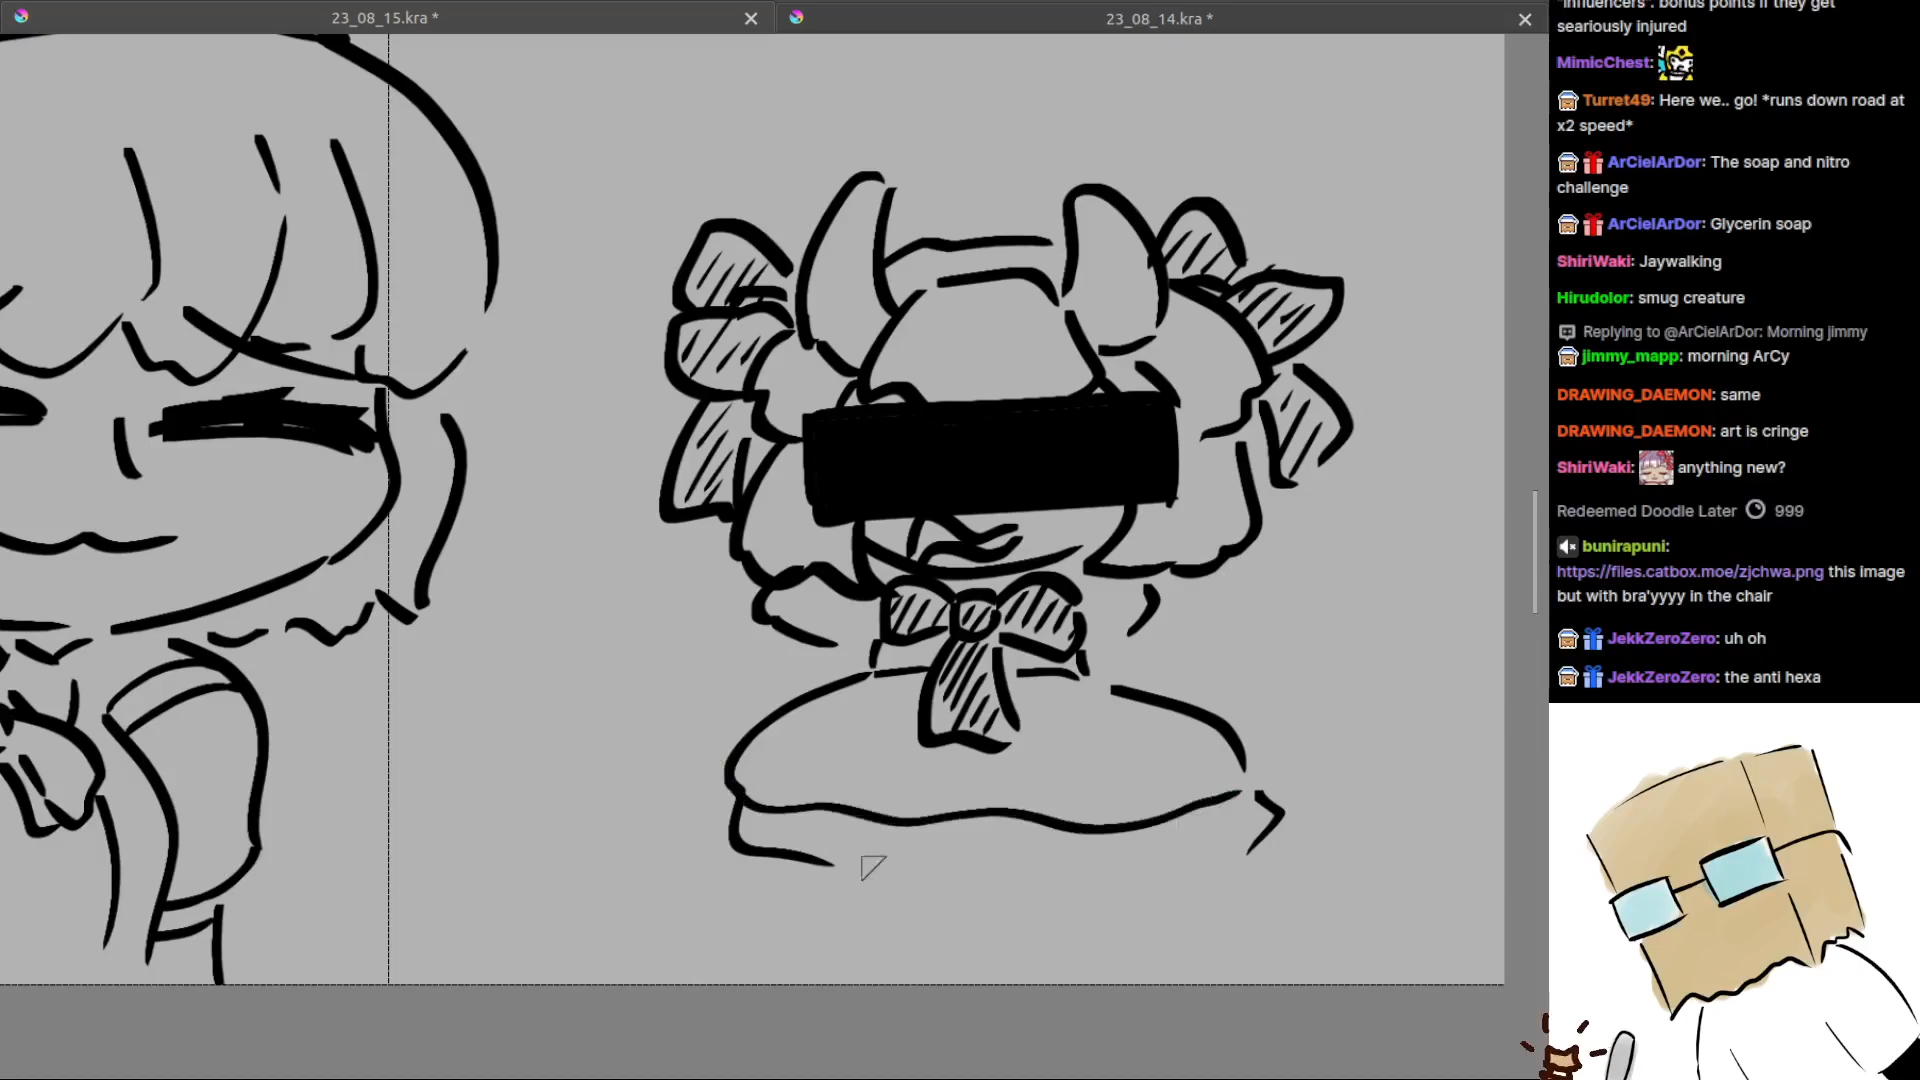 23_08_15.kra *
23_08_14.kra *
"influencers". bonus points if they get
seariously injured
MimicChest:
Turret49: Here we.. go! *runs down road at
x2 speed*
ArCielArDor: The soap and nitro
challenge
ArCielArDor: Glycerin soap
ShiriWaki: Jaywalking
Hirudolor: smug creature
Replying to @ArCielArDor: Morning jimmy
jimmy_mapp: morning ArCy
DRAWING_DAEMON: same
DRAWING_DAEMON: art is cringe
ShiriWaki: anything new?
Redeemed Doodle Later 999
bunirapuni:
https://files.catbox.moe/zjchwa.png this image
but with bra'yyyy in the chair
JekkZeroZero: uh oh
JekkZeroZero: the anti hexa